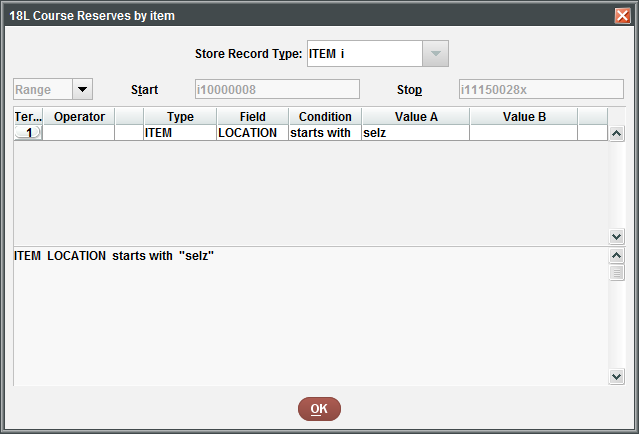 18L Course Reserves by item
Store Record Type: ITEM i
Range Start i10000008 Stop i11150028x
Ter... Operator Type Field Condition Value A Value B
1 ITEM LOCATION starts with selz
ITEM LOCATION starts with "selz"
OK